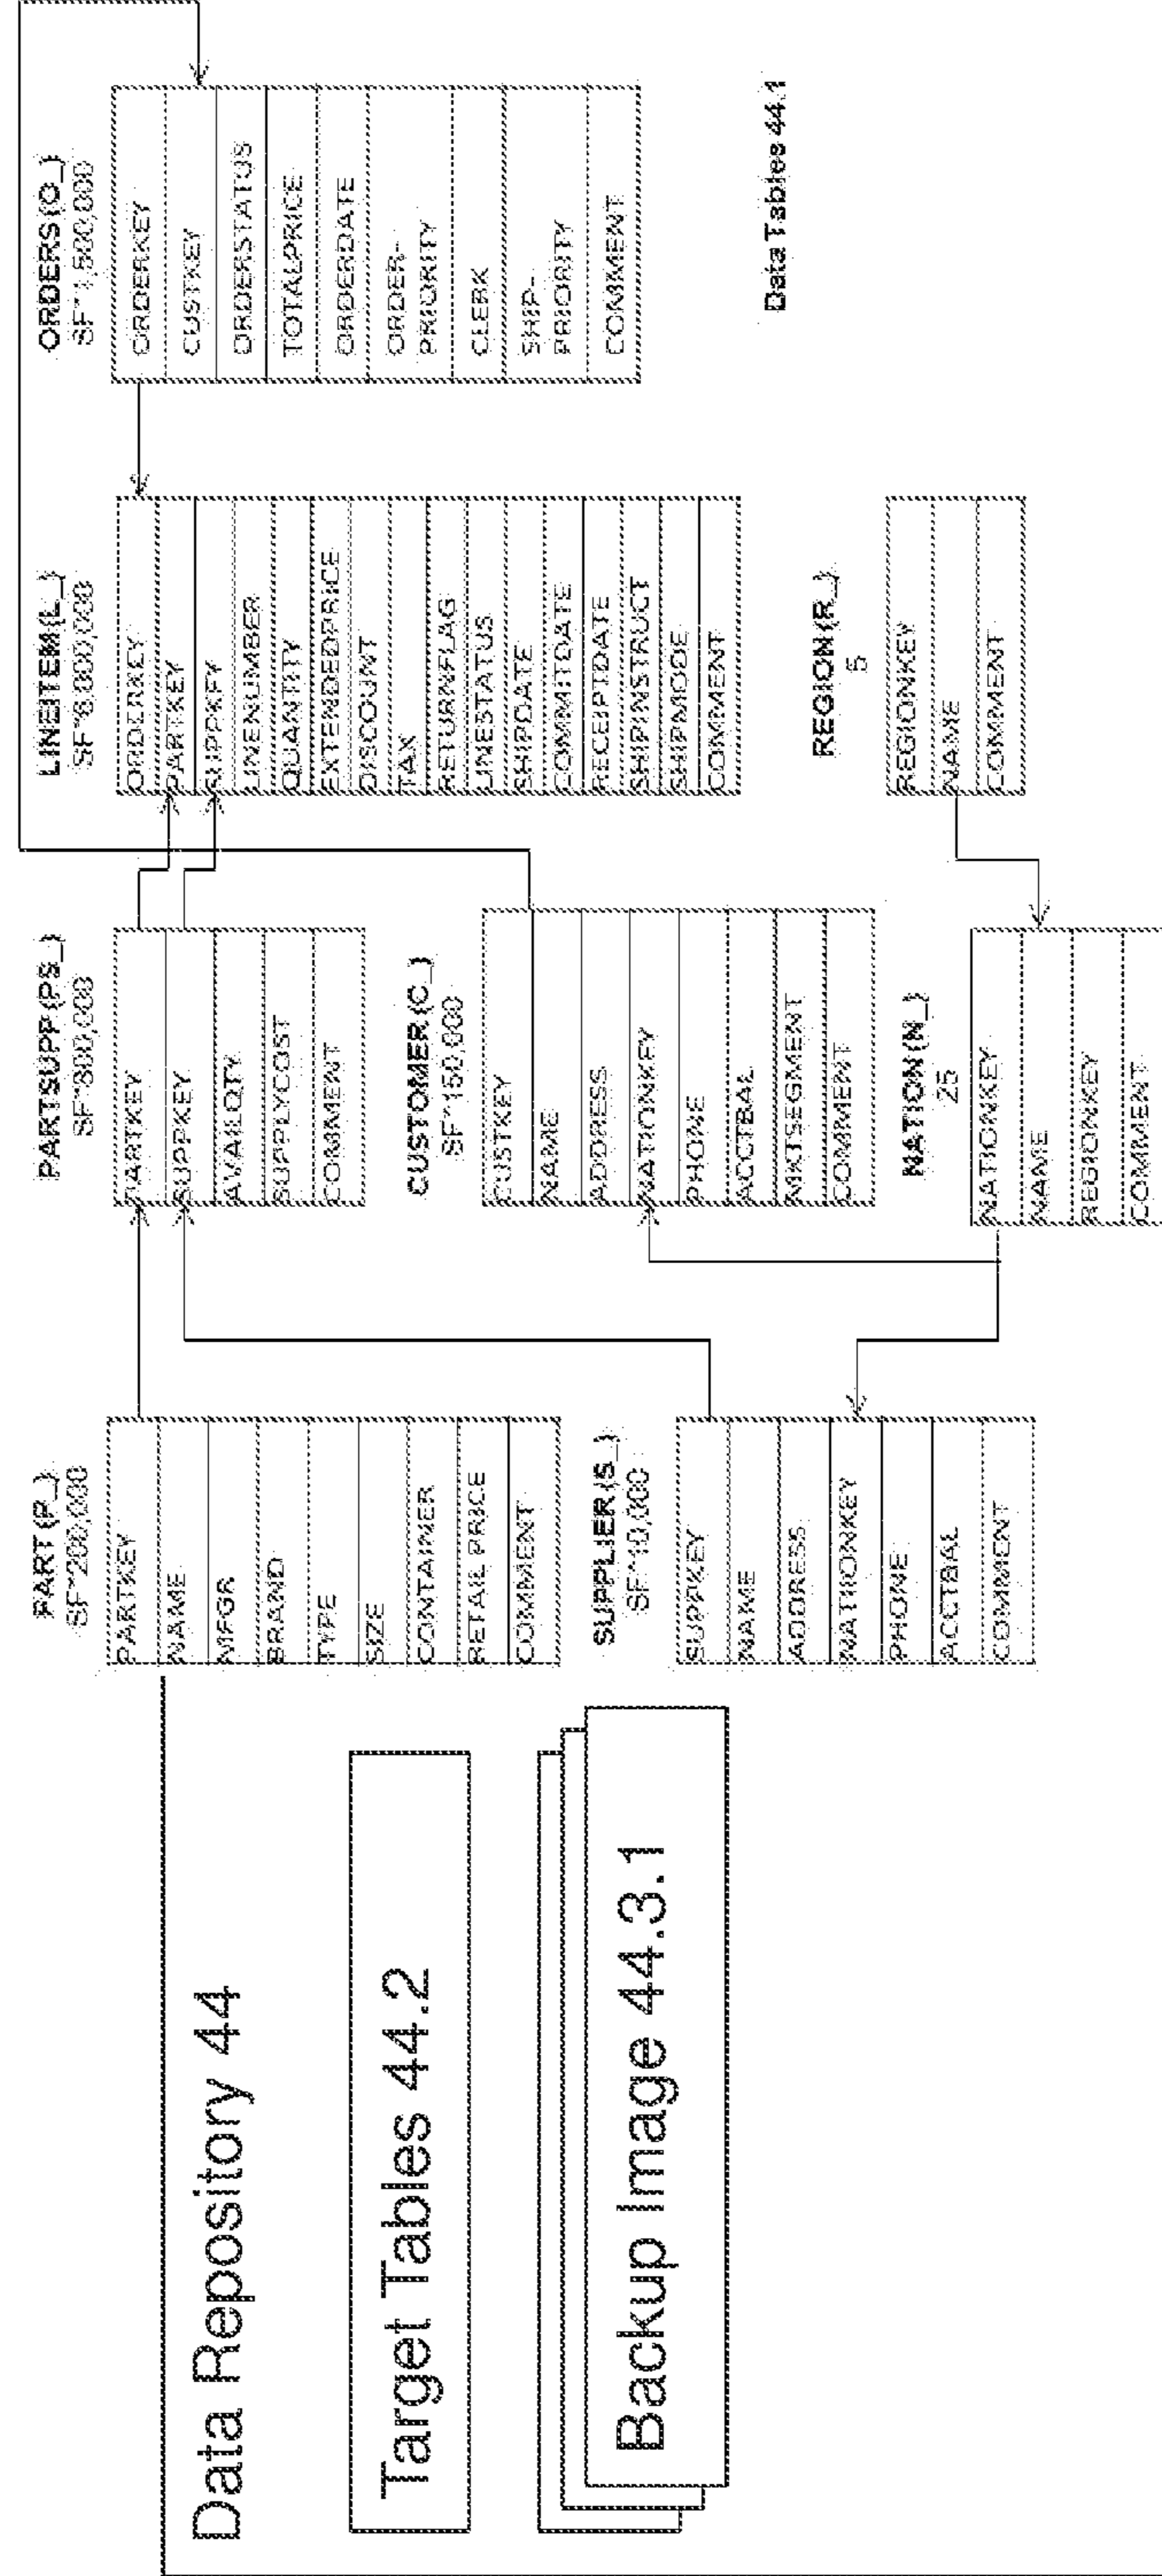 Data Repository 44
Target Tables 44.2
Backup Image 44.3.1
PART (P_)
SF*200,000
PARTKEY
NAME
MFGR
BRAND
TYPE
SIZE
CONTAINER
RETAIL PRICE
COMMENT
SUPPLIER (S_)
SF*10,000
SUPPKEY
NAME
ADDRESS
NATIONKEY
PHONE
ACCTBAL
COMMENT
PARTSUPP (PS_)
SF*800,000
PARTKEY
SUPPKEY
AVAILQTY
SUPPLYCOST
COMMENT
CUSTOMER (C_)
SF*150,000
CUSTKEY
NAME
ADDRESS
NATIONKEY
PHONE
ACCTBAL
MKTSEGMENT
COMMENT
NATION (N_)
25
NATIONKEY
NAME
REGIONKEY
COMMENT
LINEITEM (L_)
SF*6,000,000
ORDERKEY
PARTKEY
SUPPKEY
LINENUMBER
QUANTITY
EXTENDEDPRICE
DISCOUNT
TAX
RETURNFLAG
LINESTATUS
SHIPDATE
COMMITDATE
RECEIPTDATE
SHIPINSTRUCT
SHIPMODE
COMMENT
REGION (R_)
5
REGIONKEY
NAME
COMMENT
ORDERS (O_)
SF*1,500,000
ORDERKEY
CUSTKEY
ORDERSTATUS
TOTALPRICE
ORDERDATE
ORDER-
PRIORITY
CLERK
SHIP-
PRIORITY
COMMENT
Data Tables 44.1